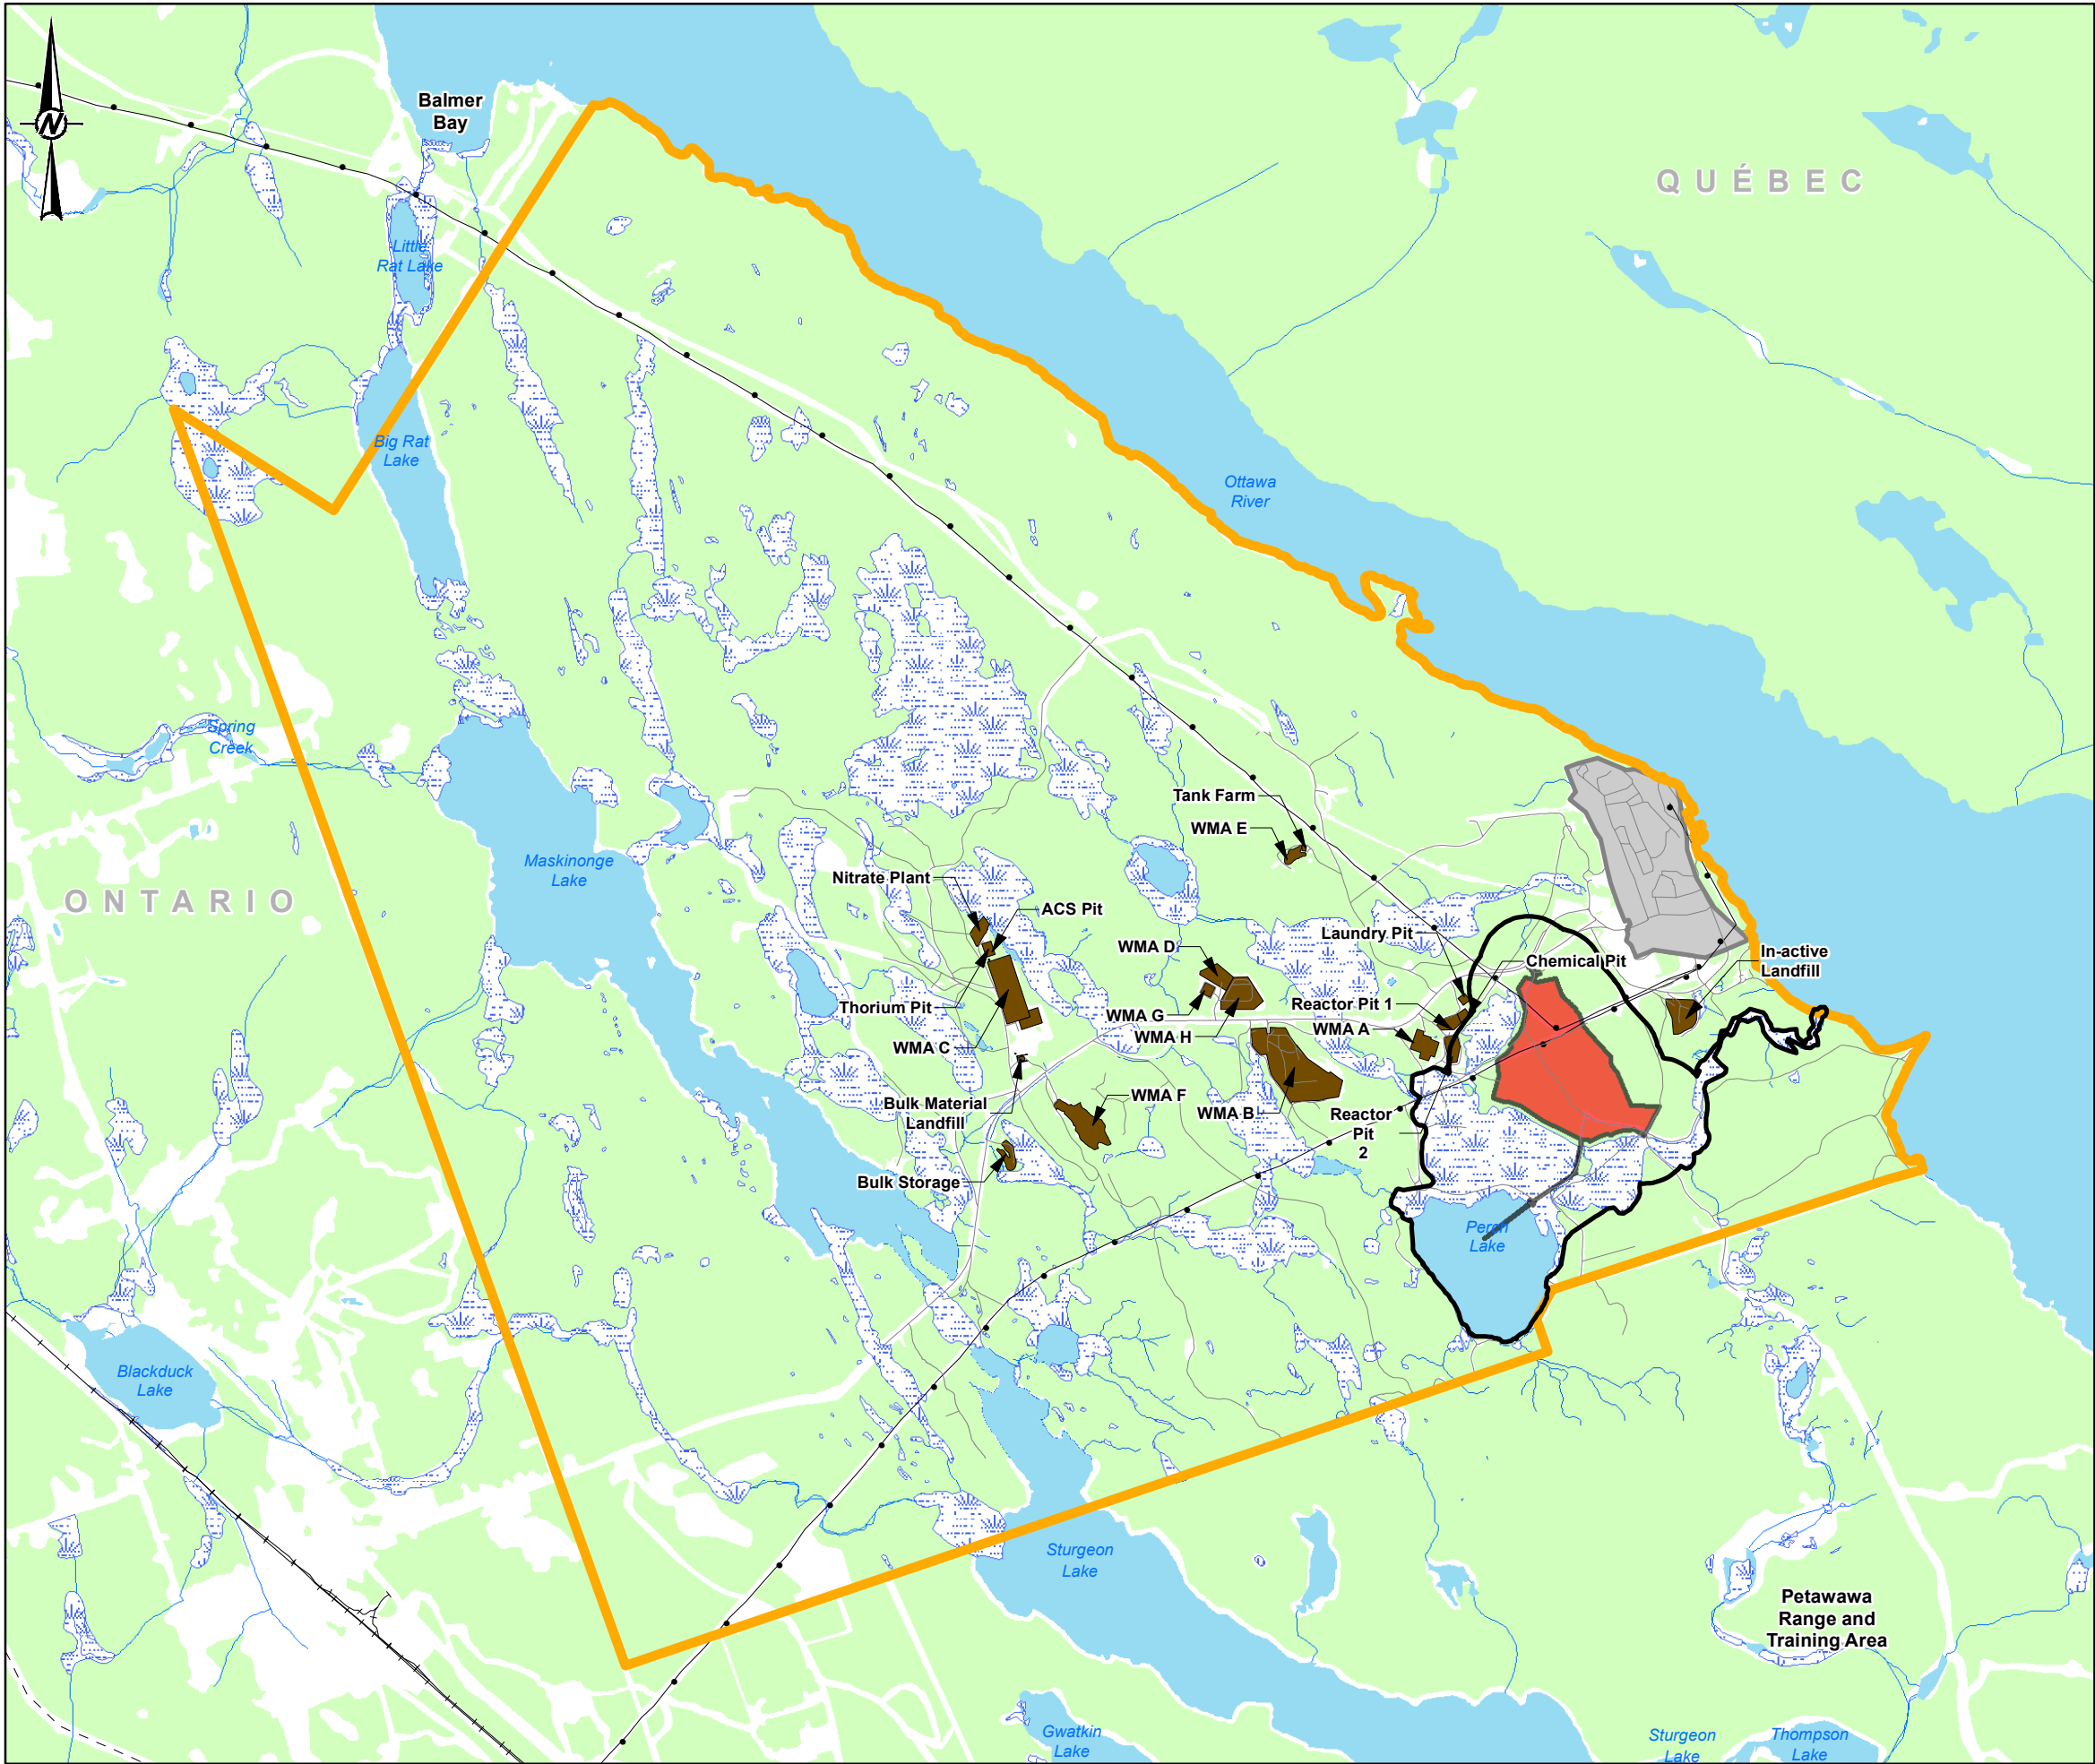 N
Balmer
Bay
QUÉBEC
Little
Rat Lake
Big Rat
Lake
Ottawa
River
Spring
Creek
Tank Farm
WMA E
Maskinonge
Lake
ONTARIO
Nitrate Plant
ACS Pit
Laundry Pit
WMA D
Chemical Pit
In-active
Landfill
Thorium Pit
Reactor Pit 1
WMA G
WMA A
WMA H
WMA C
WMA F
Bulk Material
Landfill
WMA B
Reactor
Pit
2
Bulk Storage
Perch
Lake
Blackduck
Lake
Sturgeon
Lake
Petawawa
Range and
Training Area
Gwatkin
Lake
Sturgeon
Lake
Thompson
Lake